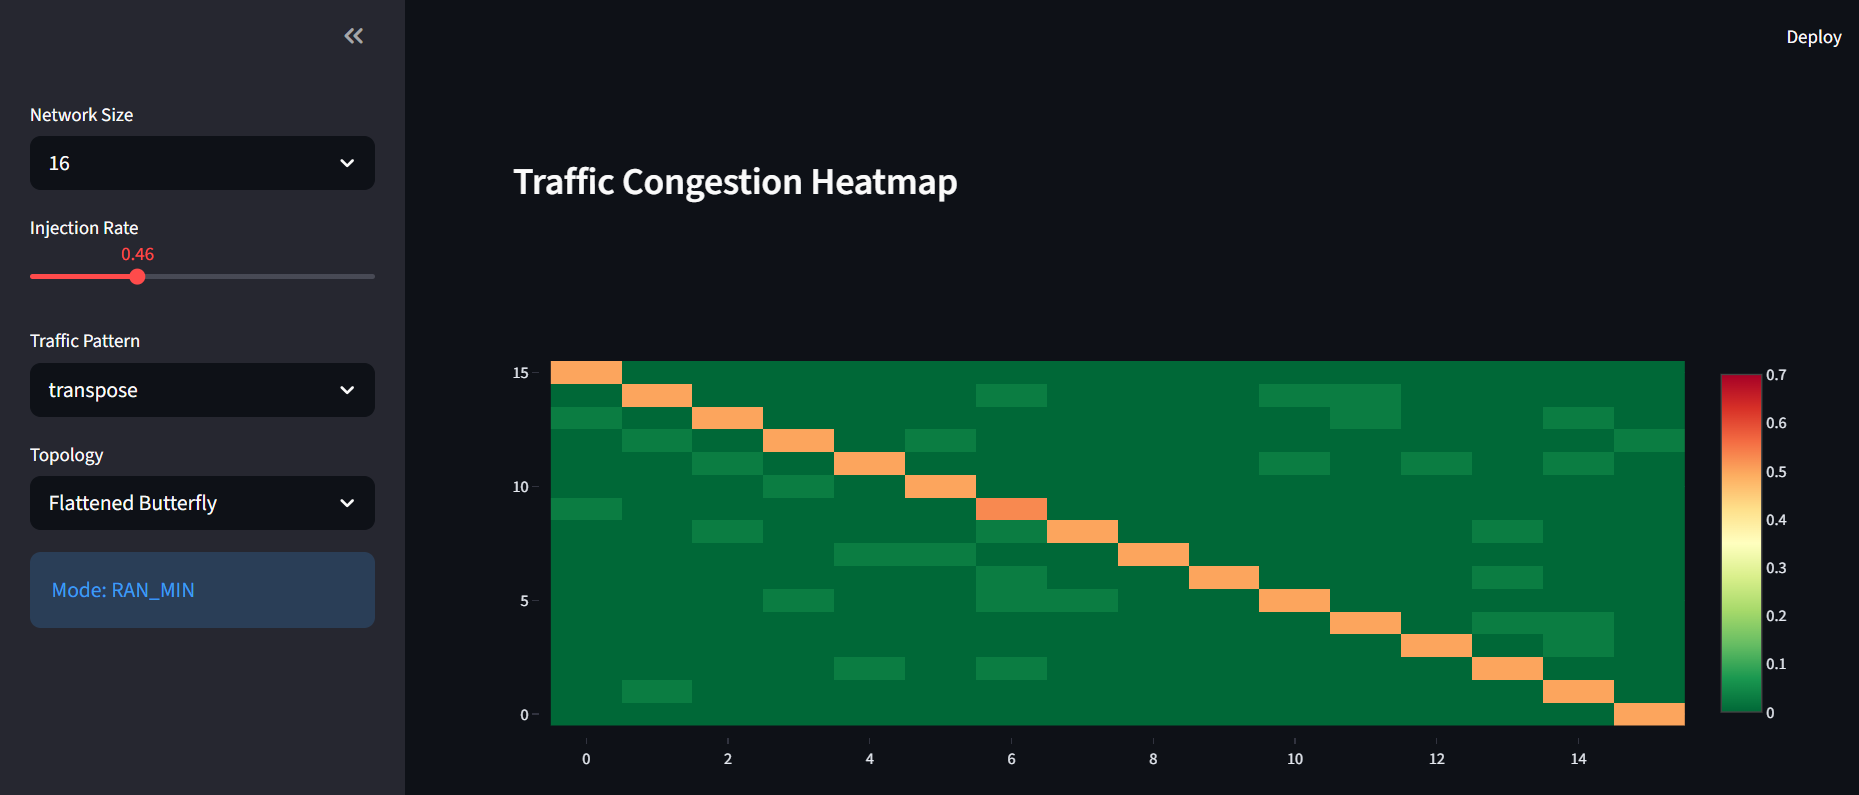 Deploy
Network Size
16
Injection Rate
0.46
Traffic Pattern
transpose
Topology
Flattened Butterfly
Mode: RAN_MIN
Traffic Congestion Heatmap
15
10
5
0
0 2 4 6 8 10 12 14
0.7
0.6
0.5
0.4
0.3
0.2
0.1
0